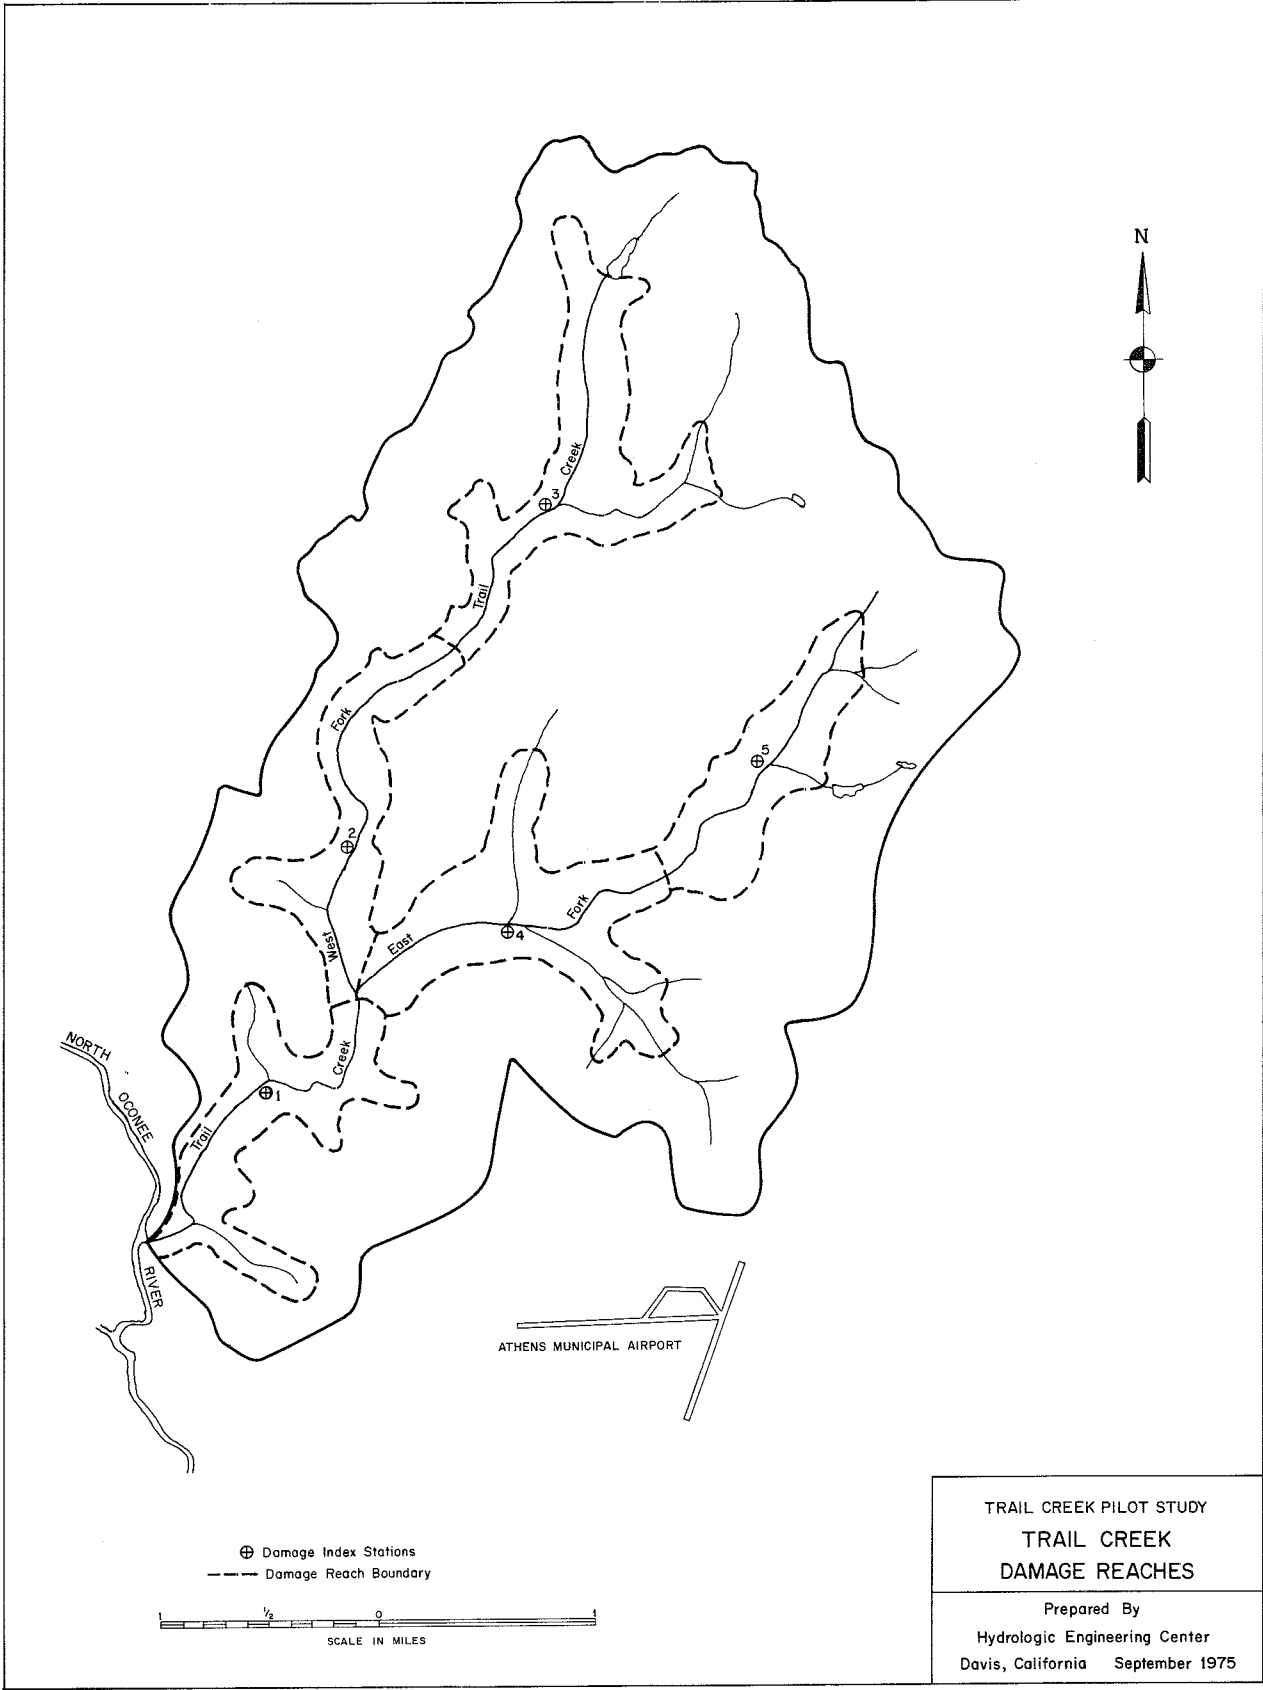 N
Creek
3
Trail
Fork
5
2
West
East
Fork
4
Creek
1
Trail
NORTH
OCONEE
RIVER
ATHENS MUNICIPAL AIRPORT
Damage Index Stations
Damage Reach Boundary
1 1/2 0 1
SCALE IN MILES
TRAIL CREEK PILOT STUDY
TRAIL CREEK
DAMAGE REACHES
Prepared By
Hydrologic Engineering Center
Davis, California September 1975